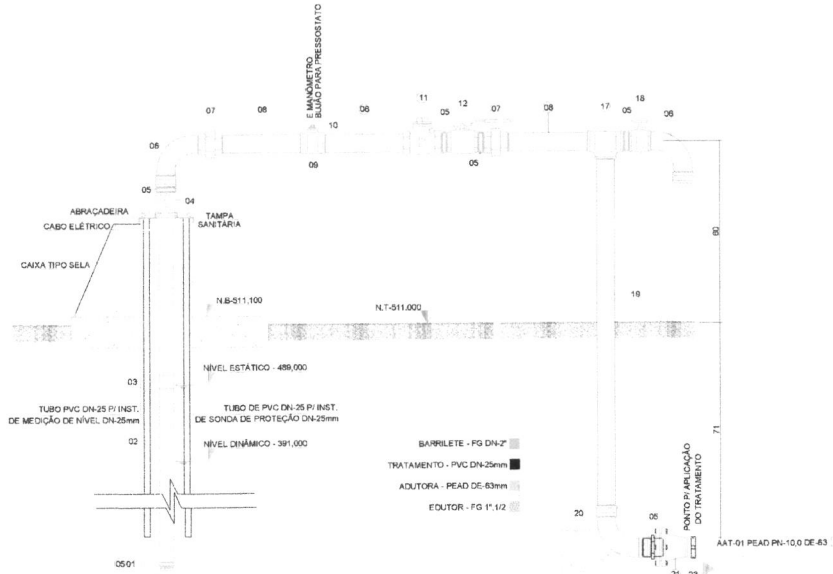 E MANÔMETRO
BUJÃO PARA PRESSOSTATO
07
08
10
06
11
05
12
07
08
17
05
18
06
06
09
05
05
04
ABRAÇADEIRA
CABO ELÉTRICO
CAIXA TIPO SELA
TAMPA
SANITÁRIA
60
19
N.B-511,100
N.T-511,000
NÍVEL ESTÁTICO - 489,000
03
TUBO PVC DN-25 P/ INST.
DE MEDIÇÃO DE NÍVEL DN-25mm
02
TUBO DE PVC DN-25 P/ INST.
DE SONDA DE PROTEÇÃO DN-25mm
NÍVEL DINÂMICO - 391,000
BARRILETE - FG DN-2"
TRATAMENTO - PVC DN-25mm
ADUTORA - PEAD DE-63mm
EDUTOR - FG 1",1/2
71
PONTO P/ APLICAÇÃO
DO TRATAMENTO
20
05
AAT-01 PEAD PN-10,0 DE-63
0501